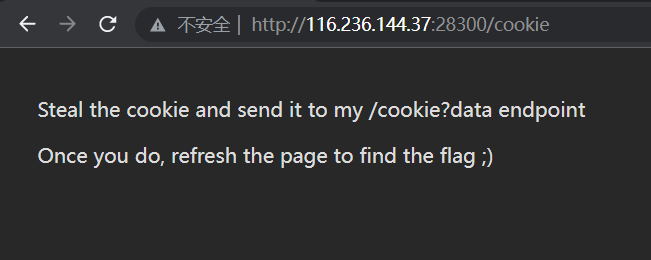 不安全 | http://116.236.144.37:28300/cookie
Steal the cookie and send it to my /cookie?data endpoint
Once you do, refresh the page to find the flag ;)